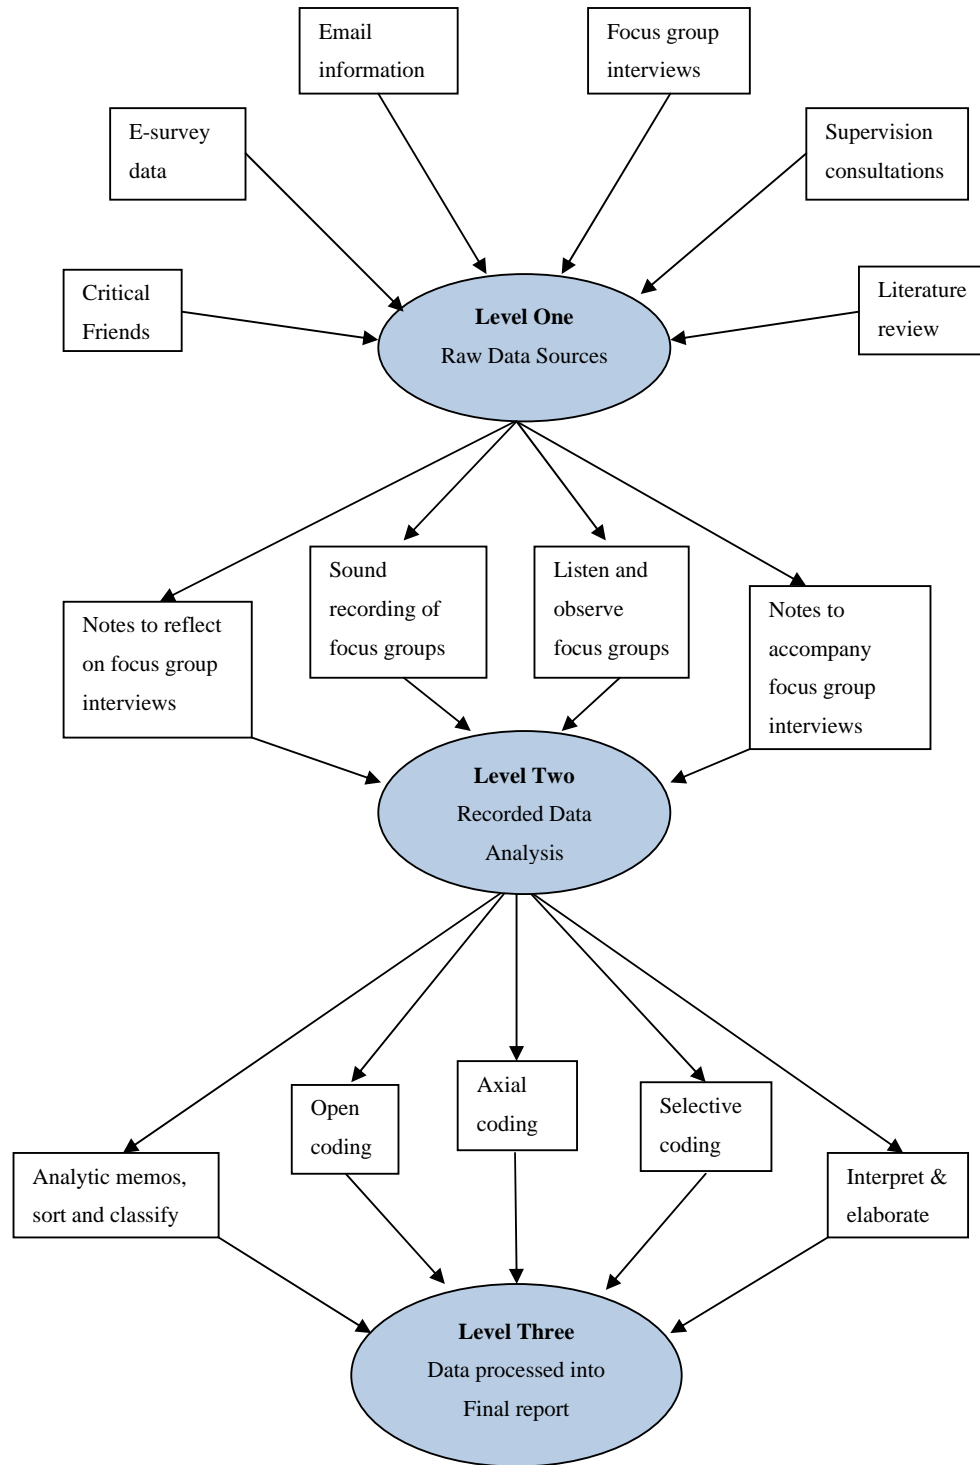 Email
information
Focus group
interviews
E-survey
data
Supervision
consultations
Critical
Friends
Literature
review
Level One
Raw Data Sources
Notes to reflect
on focus group
interviews
Sound
recording of
focus groups
Listen and
observe
focus groups
Notes to
accompany
focus group
interviews
Level Two
Recorded Data
Analysis
Analytic memos,
sort and classify
Open
coding
Axial
coding
Selective
coding
Interpret &
elaborate
Level Three
Data processed into
Final report